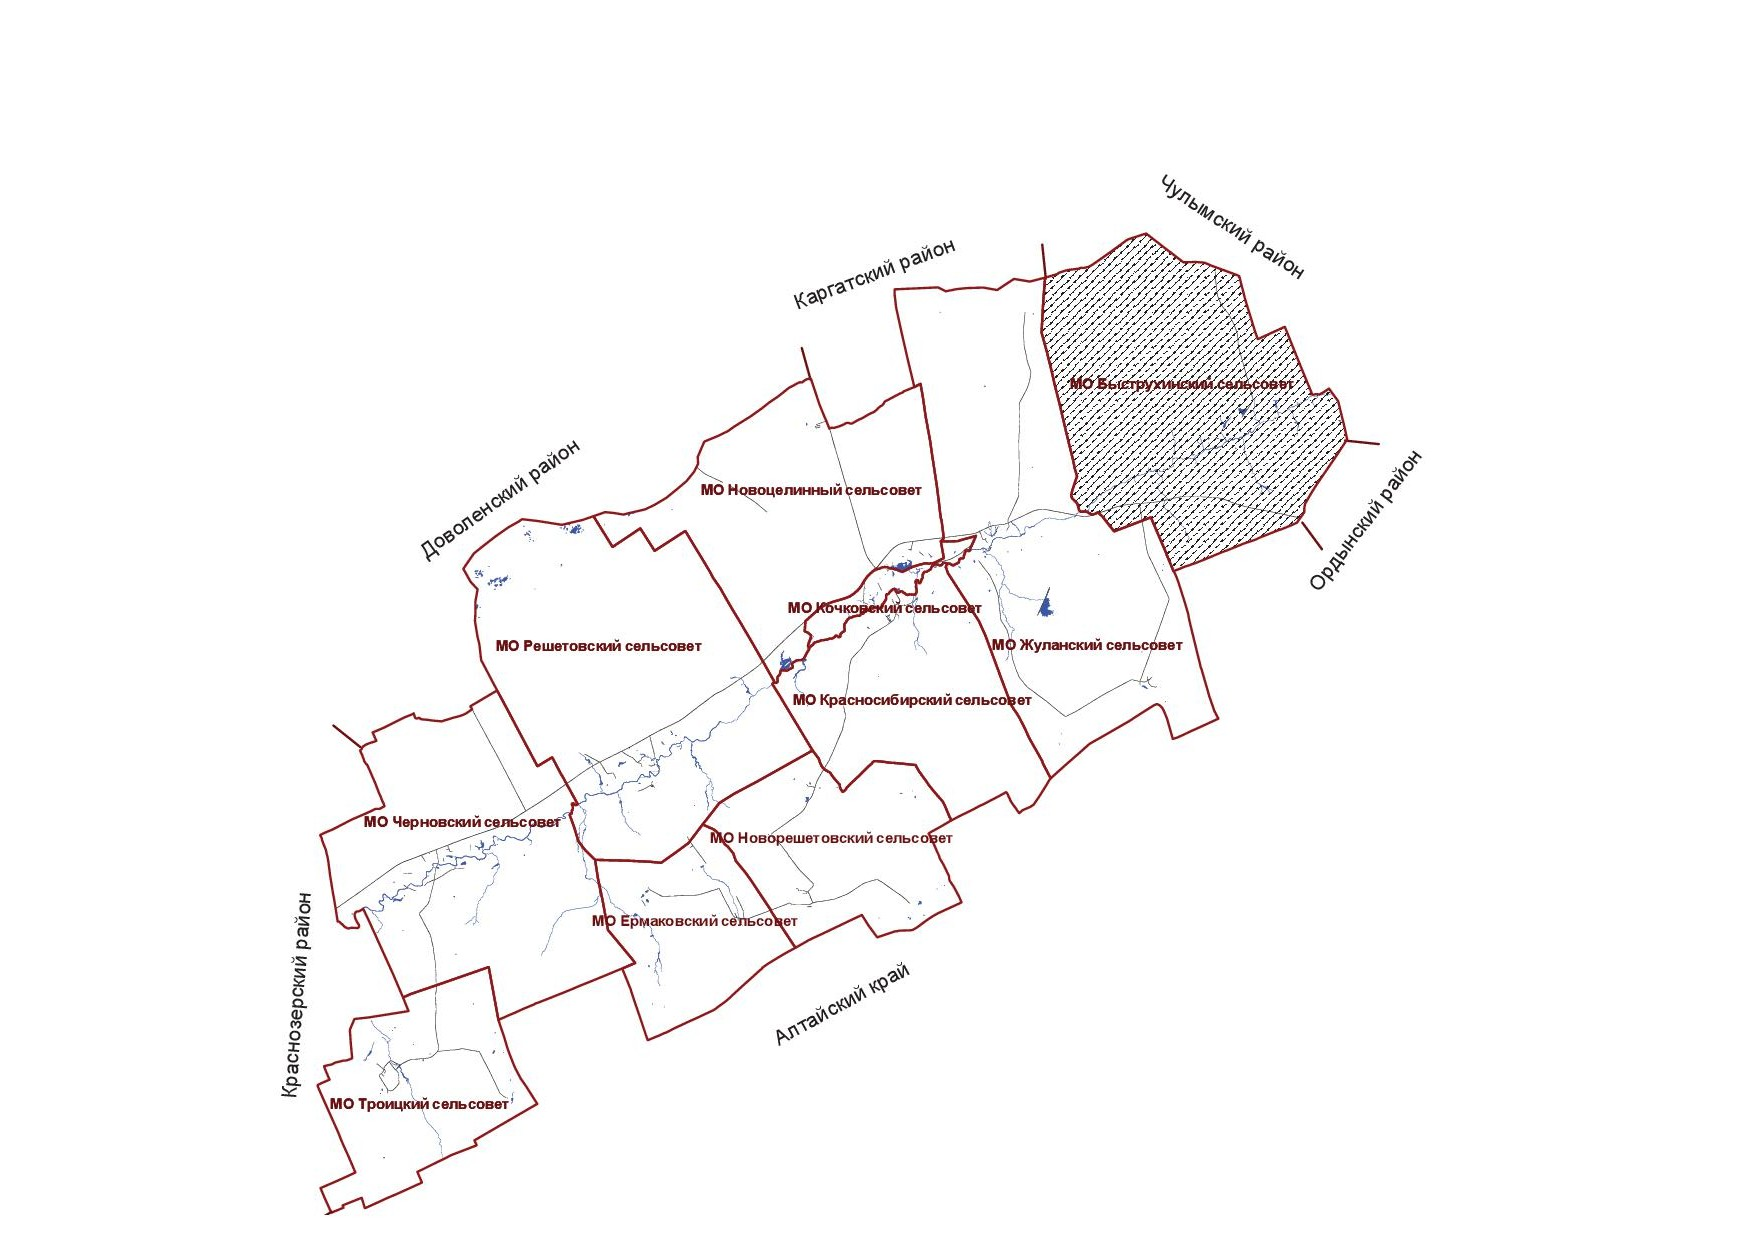 Чулымский район
Каргатский район
МО Быструхинский сельсовет
Доволенский район
Ордынский район
МО Новоцелинный сельсовет
МО Кочковский сельсовет
МО Решетовский сельсовет
МО Жуланский сельсовет
МО Красносибирский сельсовет
МО Черновский сельсовет
МО Новорешетовский сельсовет
МО Ермаковский сельсовет
Краснозерский район
Алтайский край
МО Троицкий сельсовет